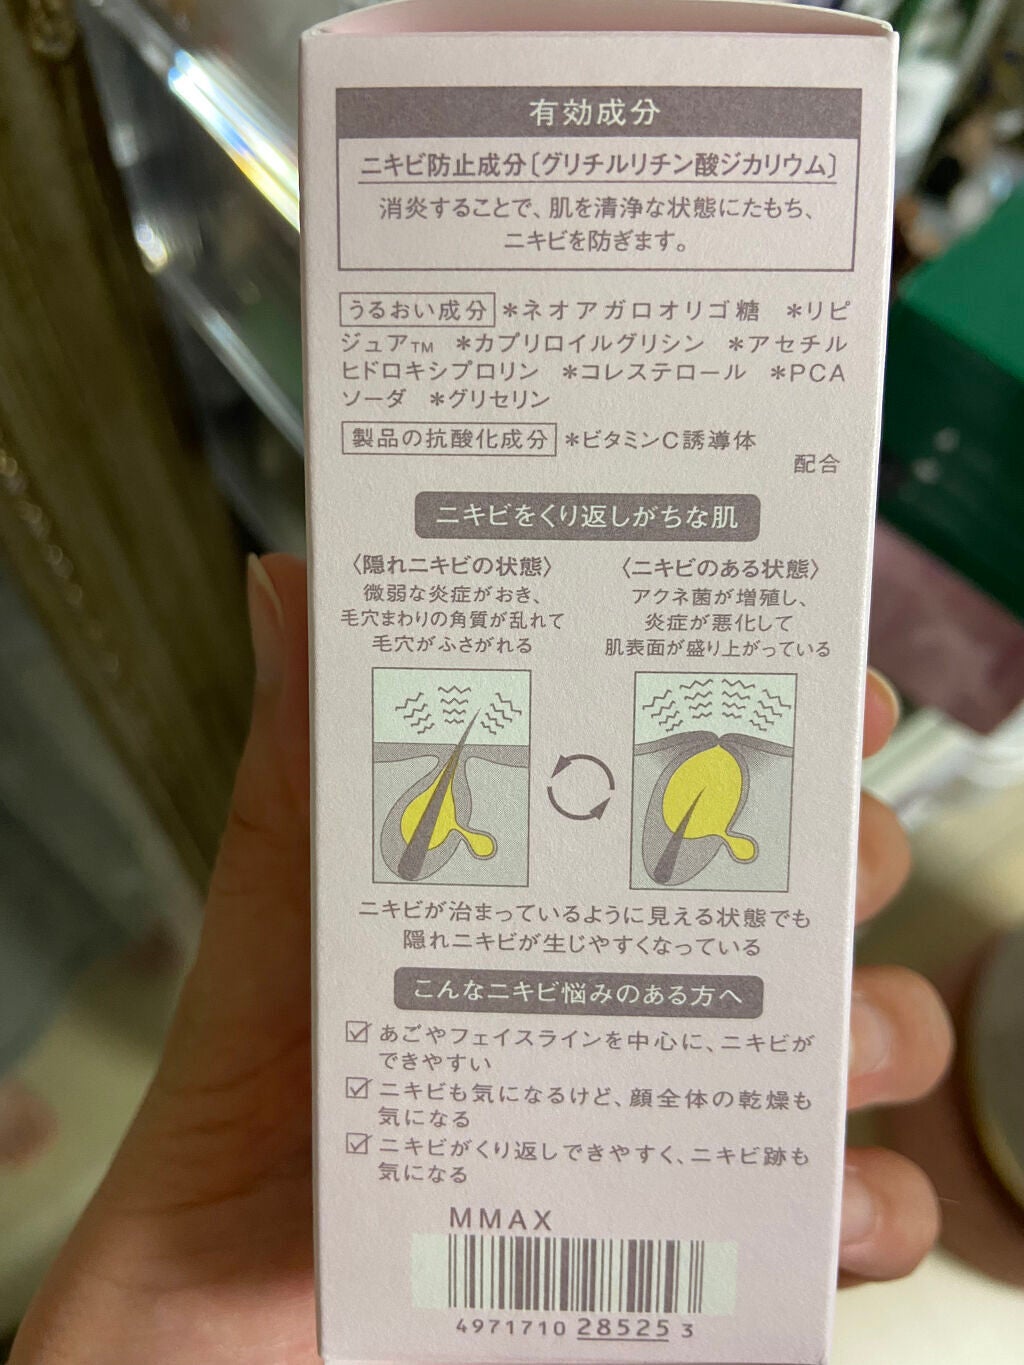 有効成分
ニキビ防止成分〔グリチルリチン酸ジカリウム〕
消炎することで、肌を清浄な状態にたもち、
ニキビを防ぎます。
うるおい成分 *ネオアガロオリゴ糖 *リピ
ジュア™ *カプリロイルグリシン *アセチル
ヒドロキシプロリン *コレステロール *PCA
ソーダ *グリセリン
製品の抗酸化成分 *ビタミンC誘導体
配合
ニキビをくり返しがちな肌
〈隠れニキビの状態〉
微弱な炎症がおき、
毛穴まわりの角質が乱れて
毛穴がふさがれる
〈ニキビのある状態〉
アクネ菌が増殖し、
炎症が悪化して
肌表面が盛り上がっている
ニキビが治まっているように見える状態でも
隠れニキビが生じやすくなっている
こんなニキビ悩みのある方へ
☑ あごやフェイスラインを中心に、ニキビが
できやすい
☑ ニキビも気になるけど、顔全体の乾燥も
気になる
☑ ニキビがくり返しできやすく、ニキビ跡も
気になる
MMAX
4971710 28525 3